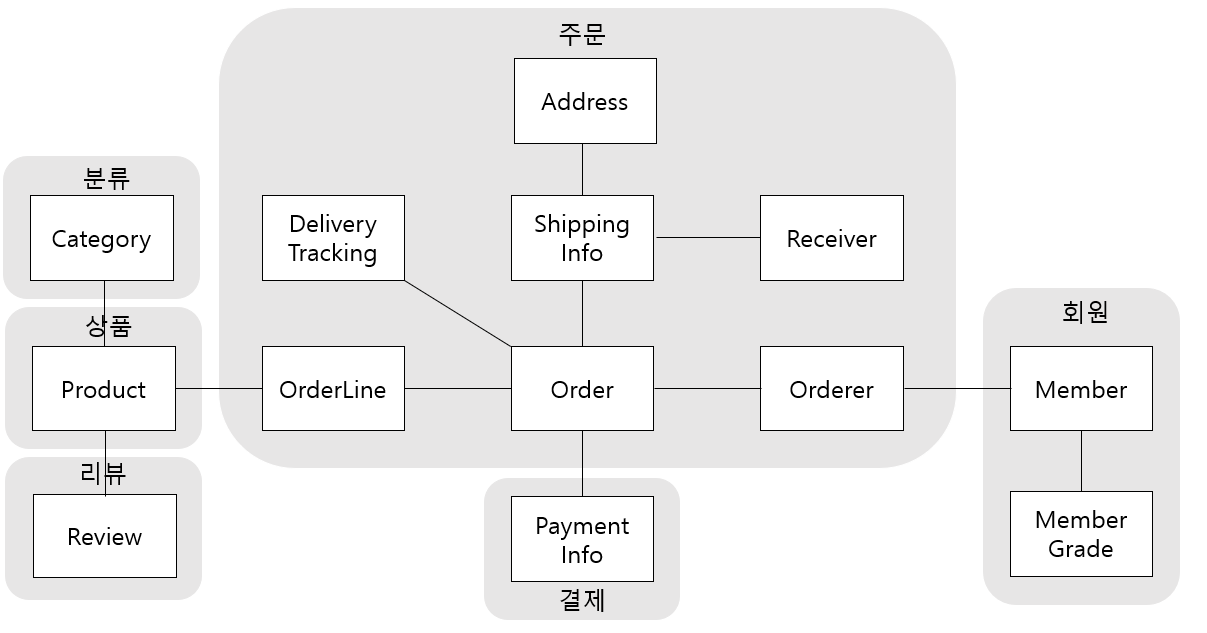 주문
Address
분류
Category
Delivery
Tracking
Shipping
Info
Receiver
상품
Product
OrderLine
Order
Orderer
회원
Member
리뷰
Review
Payment
Info
결제
Member
Grade